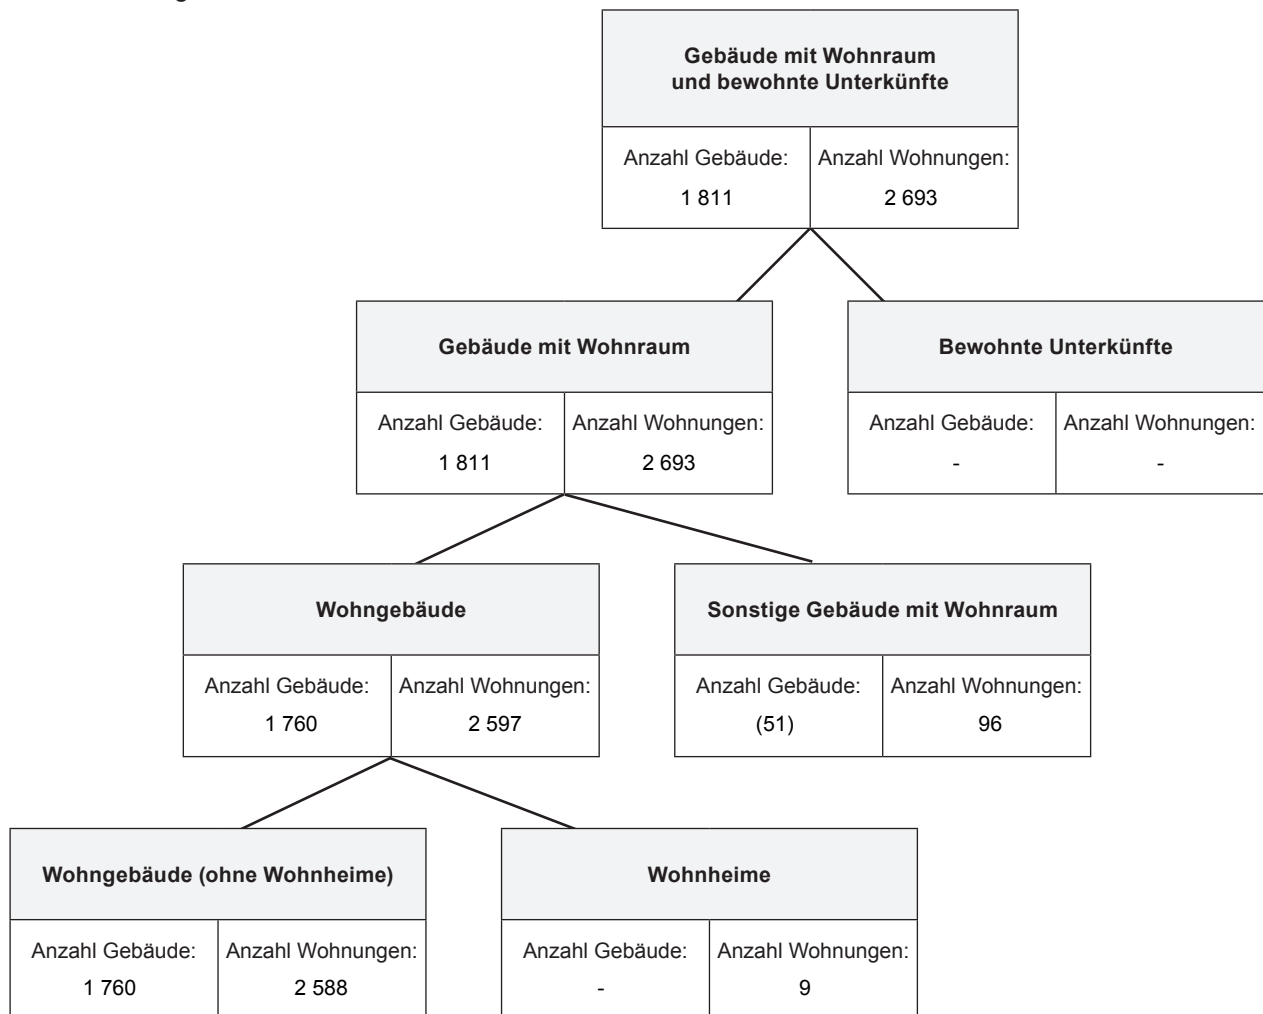 Gebäude mit Wohnraum
und bewohnte Unterkünfte
Anzahl Gebäude: Anzahl Wohnungen:
1 811 2 693
Gebäude mit Wohnraum
Anzahl Gebäude: Anzahl Wohnungen:
1 811 2 693
Bewohnte Unterkünfte
Anzahl Gebäude: Anzahl Wohnungen:
- -
Wohngebäude
Anzahl Gebäude: Anzahl Wohnungen:
1 760 2 597
Sonstige Gebäude mit Wohnraum
Anzahl Gebäude: Anzahl Wohnungen:
(51) 96
Wohngebäude (ohne Wohnheime)
Anzahl Gebäude: Anzahl Wohnungen:
1 760 2 588
Wohnheime
Anzahl Gebäude: Anzahl Wohnungen:
- 9